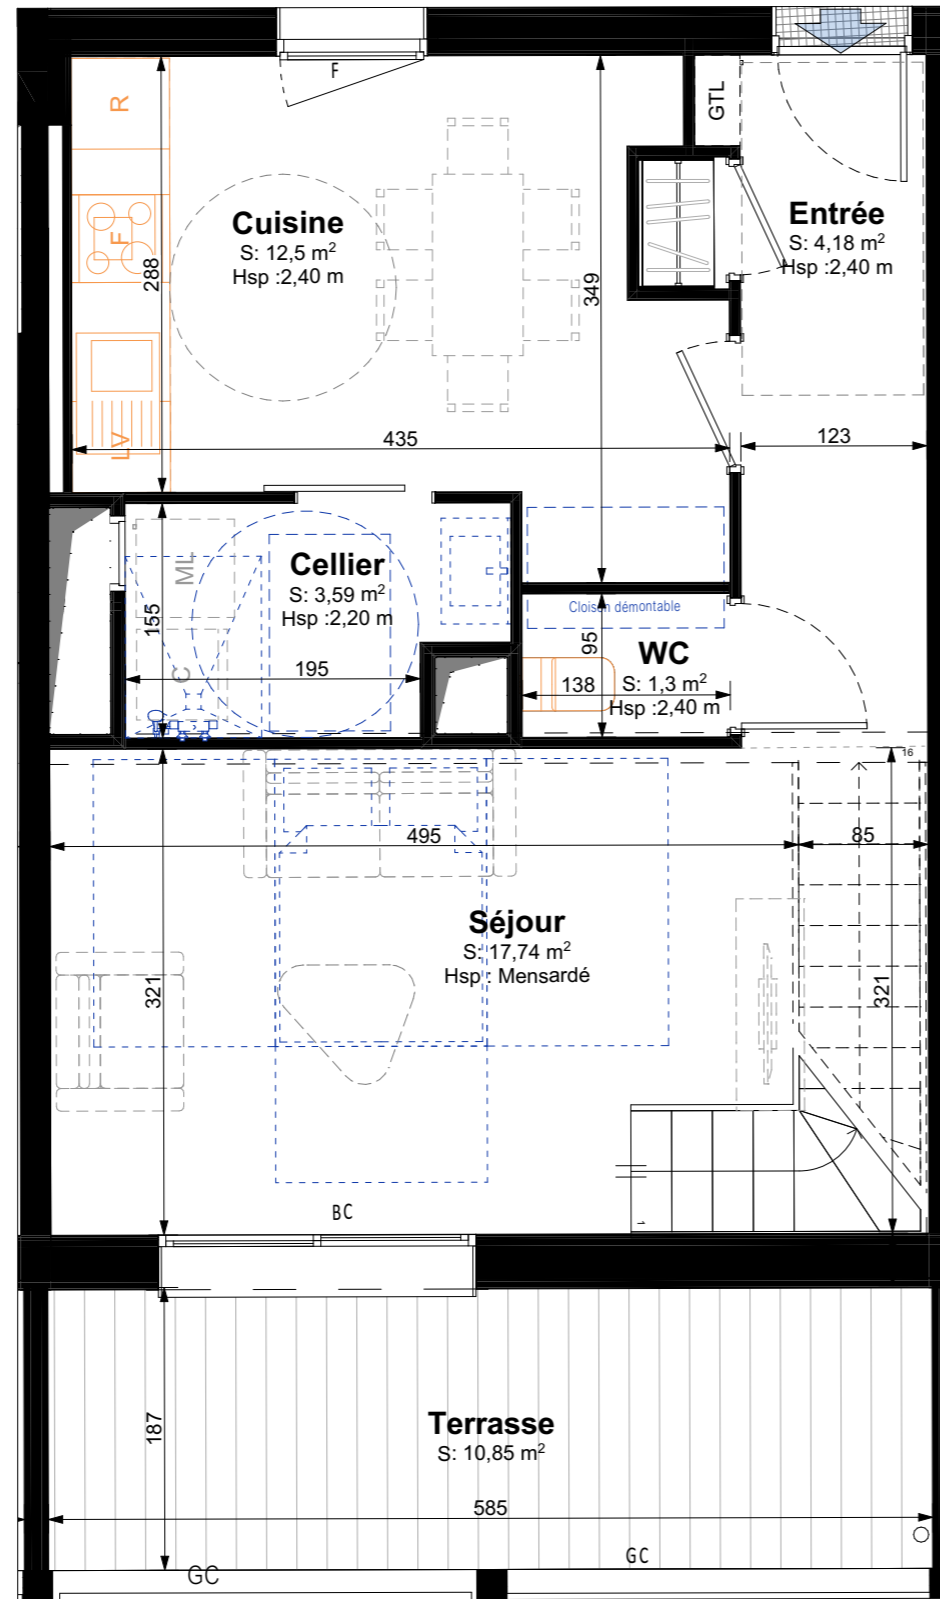 F
R
GTL
Cuisine
S: 12,5 m²
Hsp :2,40 m
Entrée
S: 4,18 m²
Hsp :2,40 m
F
288
349
LV
435
123
Cellier
S: 3,59 m²
Hsp :2,20 m
ML
155
C
195
Cloison démontable
95
WC
S: 1,3 m²
Hsp :2,40 m
138
16
495
85
Séjour
S: 17,74 m²
Hsp : Mensardé
321
321
BC
1
Terrasse
S: 10,85 m²
187
585
GC
GC